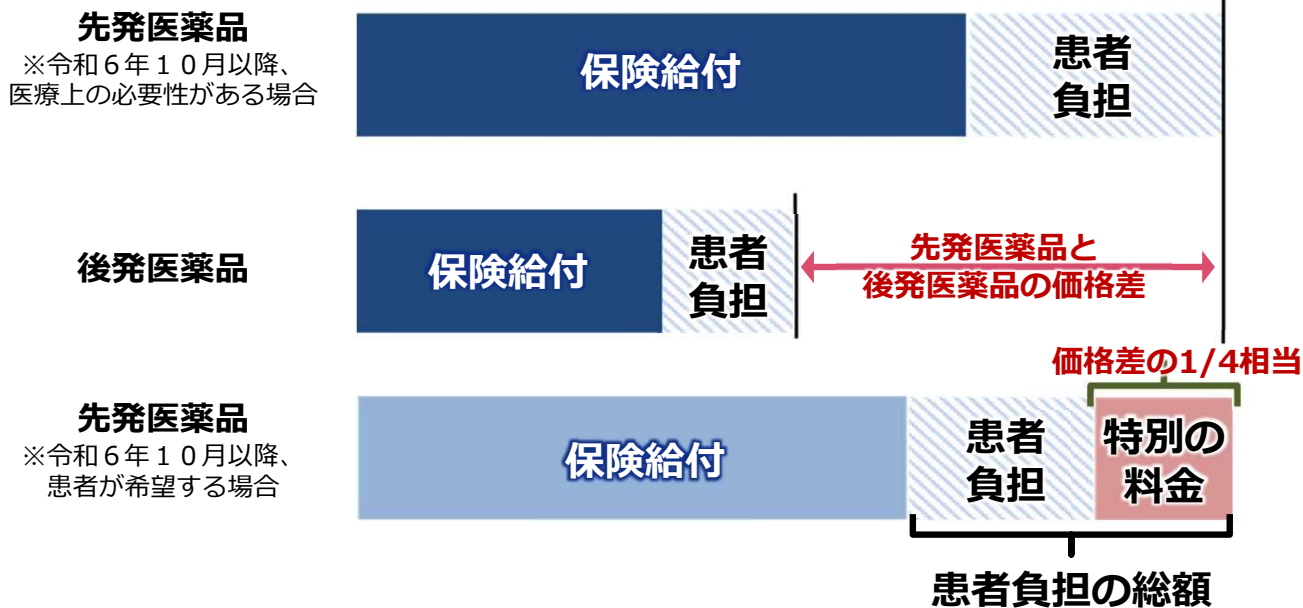 先発医薬品
※令和６年１０月以降、
医療上の必要性がある場合
保険給付
患者
負担
後発医薬品
保険給付
患者
負担
先発医薬品と
後発医薬品の価格差
価格差の1/4相当
先発医薬品
※令和６年１０月以降、
患者が希望する場合
保険給付
患者
負担
特別の
料金
患者負担の総額